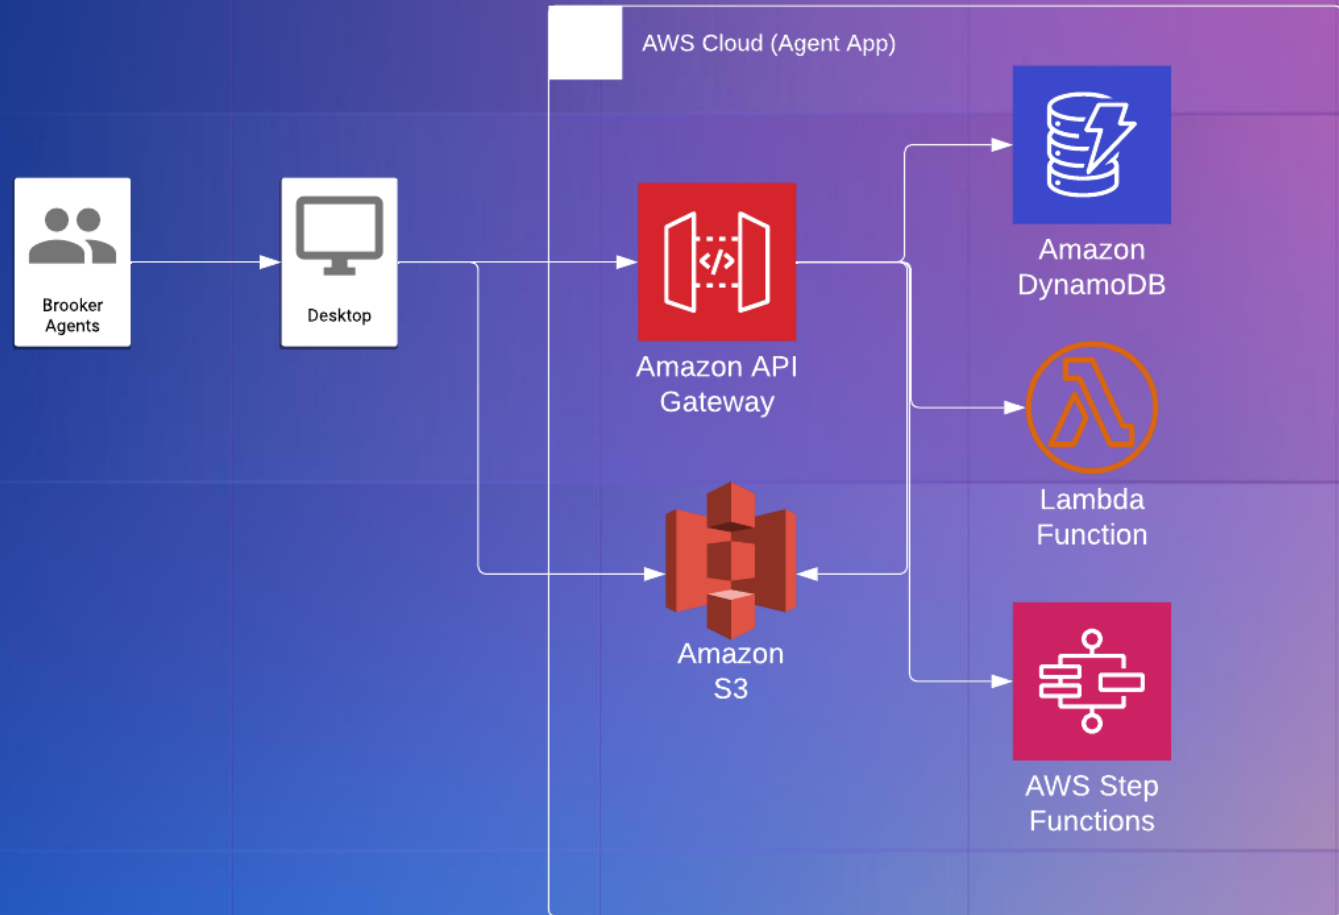 AWS Cloud (Agent App)
Brooker
Agents
Desktop
Amazon API
Gateway
</>
Amazon
S3
Amazon
DynamoDB
Lambda
Function
AWS Step
Functions